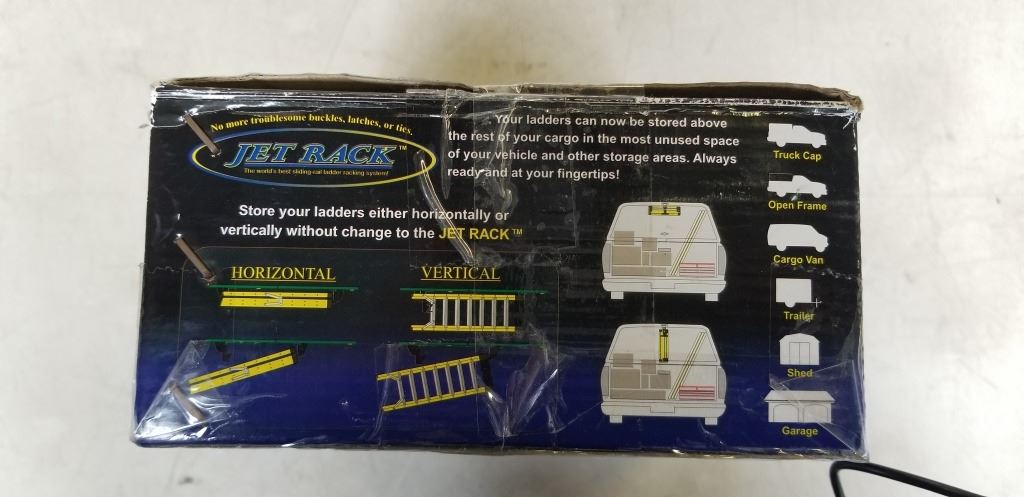 No more troublesome buckles, latches, or ties.
JET RACK™
The world's best sliding-rail ladder racking system!
Your ladders can now be stored above
the rest of your cargo in the most unused space
of your vehicle and other storage areas. Always
ready and at your fingertips!
Store your ladders either horizontally or
vertically without change to the JET RACK™
HORIZONTAL
VERTICAL
Truck Cap
Open Frame
Cargo Van
Trailer
Shed
Garage